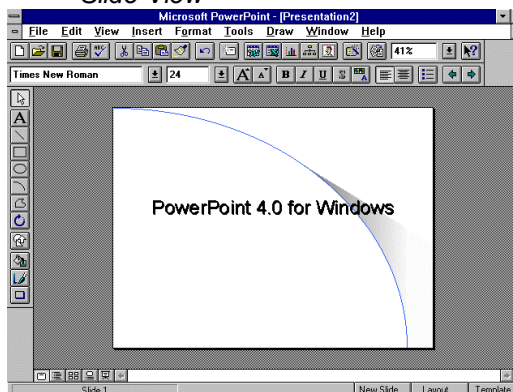 Slide View
Microsoft PowerPoint - [Presentation2]
File Edit View Insert Format Tools Draw Window Help
41%
Times New Roman 24 A A B I U S
A
PowerPoint 4.0 for Windows
Slide 1 New Slide... Layout... Template...